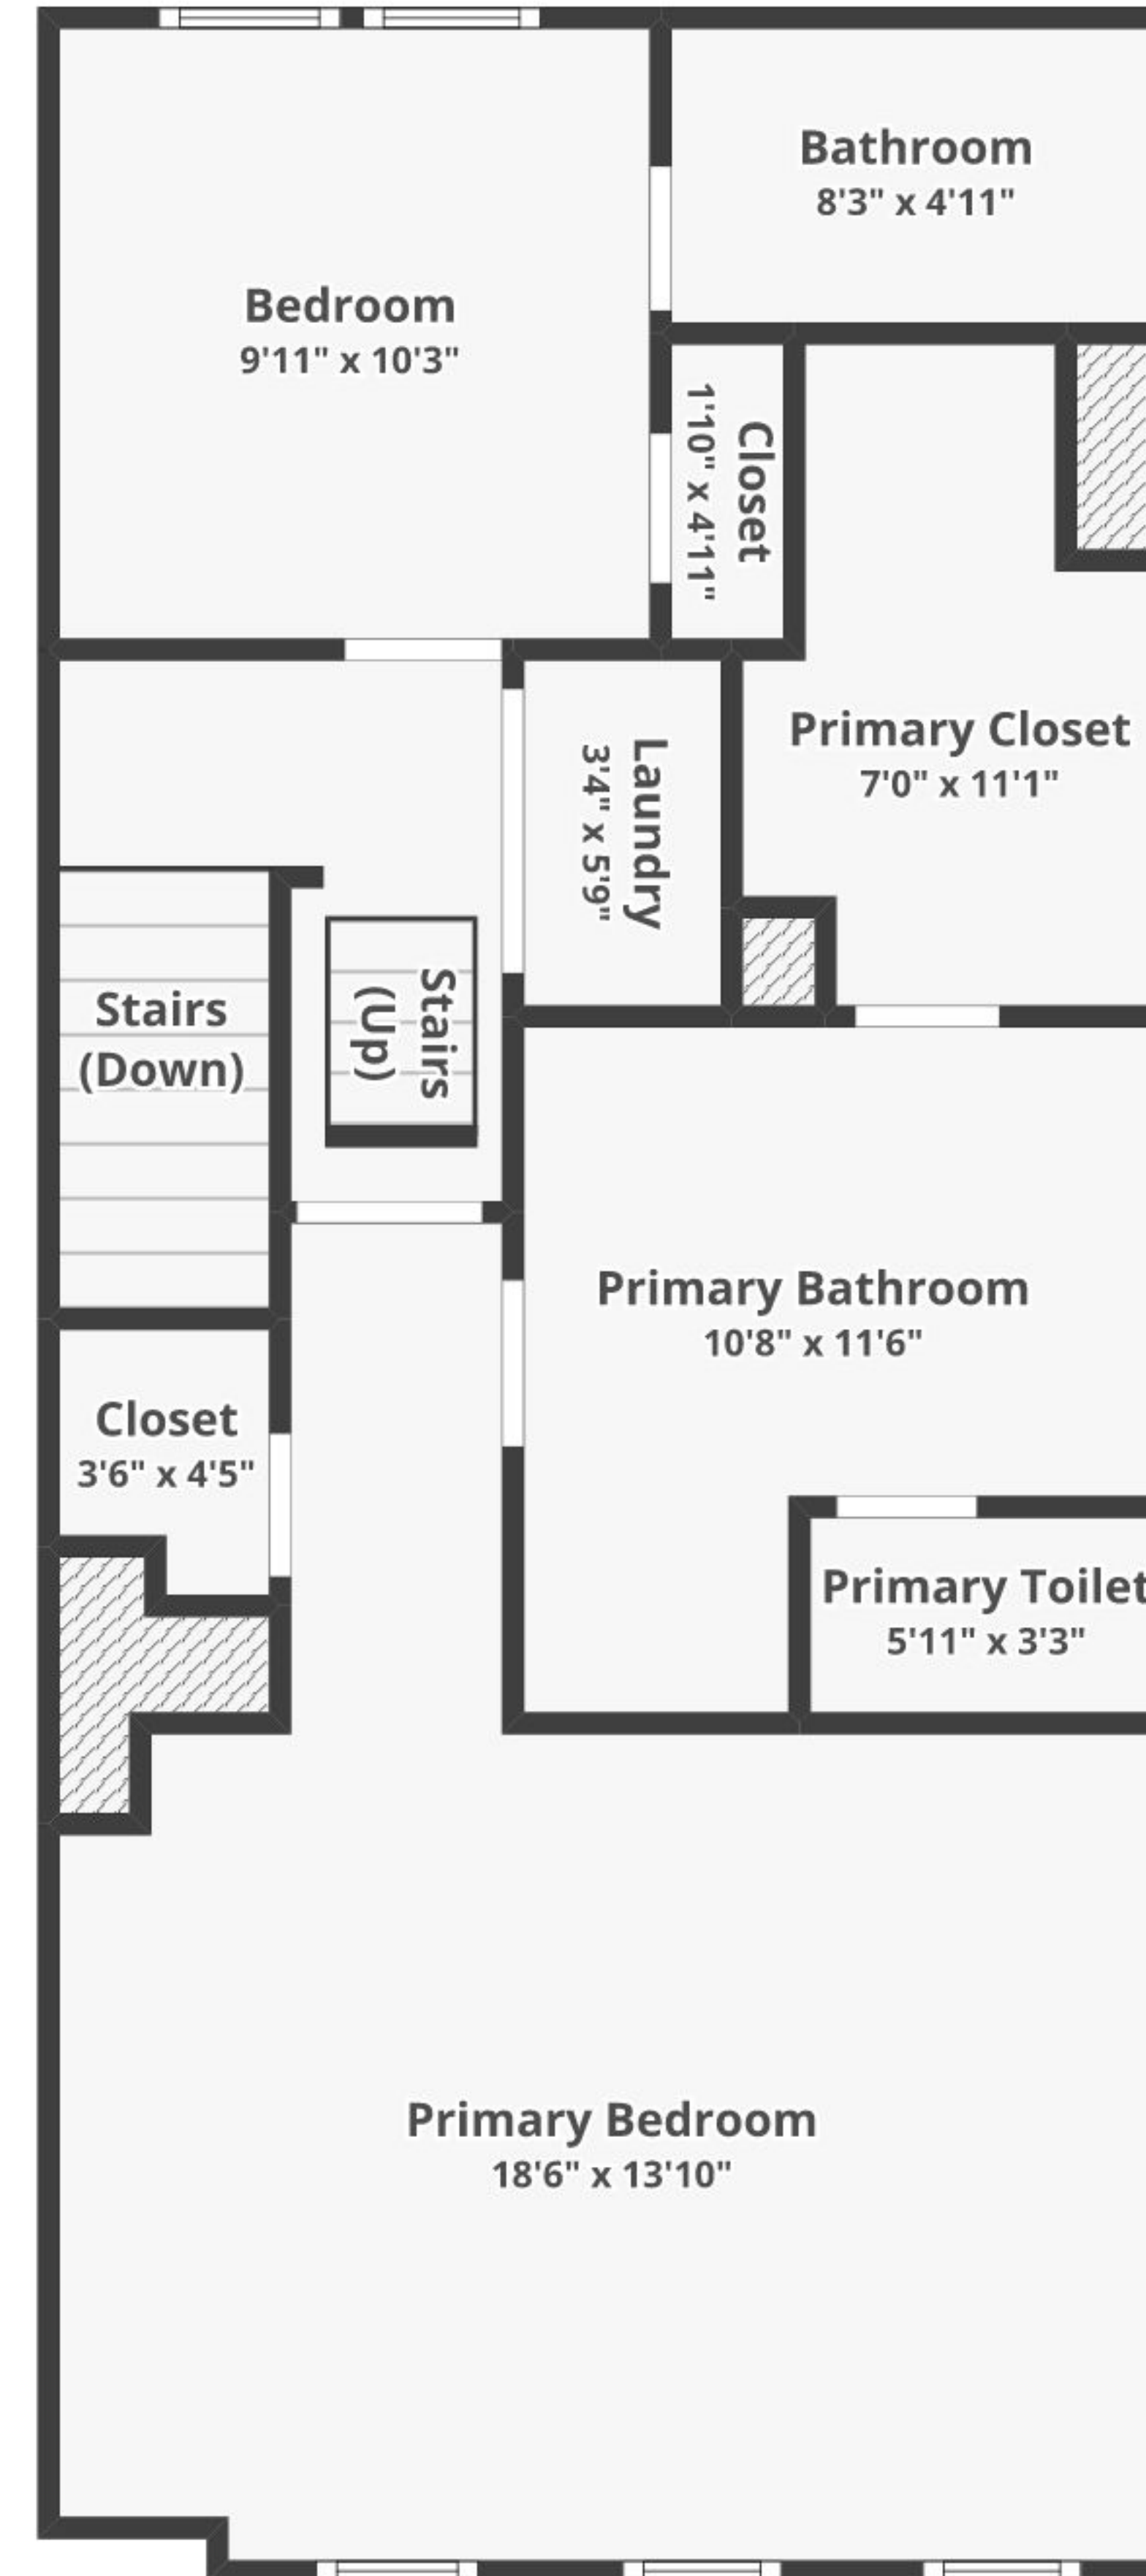 Bathroom
8'3" x 4'11"
Bedroom
9'11" x 10'3"
Closet
1'10" x 4'11"
Primary Closet
7'0" x 11'1"
Laundry
3'4" x 5'9"
Stairs
(Down)
Stairs
(Up)
Primary Bathroom
10'8" x 11'6"
Closet
3'6" x 4'5"
Primary Toilet
5'11" x 3'3"
Primary Bedroom
18'6" x 13'10"